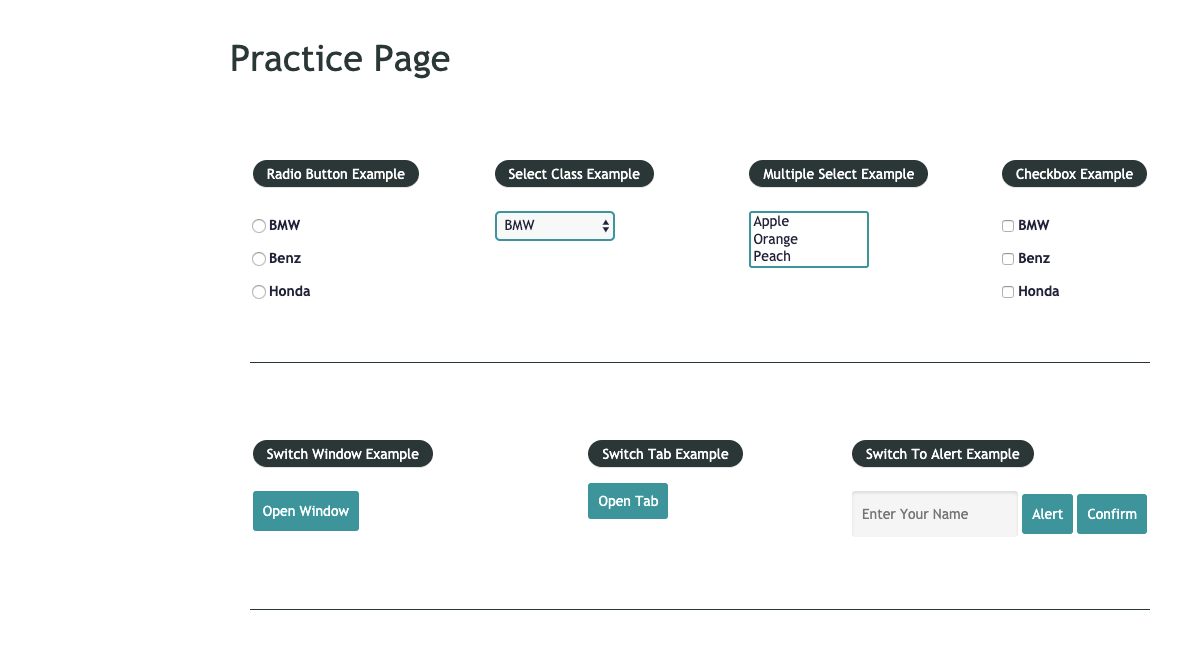 Practice Page
Radio Button Example
Select Class Example
Multiple Select Example
Checkbox Example
BMW
Benz
Honda
BMW
Apple
Orange
Peach
BMW
Benz
Honda
Switch Window Example
Switch Tab Example
Switch To Alert Example
Open Window
Open Tab
Enter Your Name
Alert
Confirm